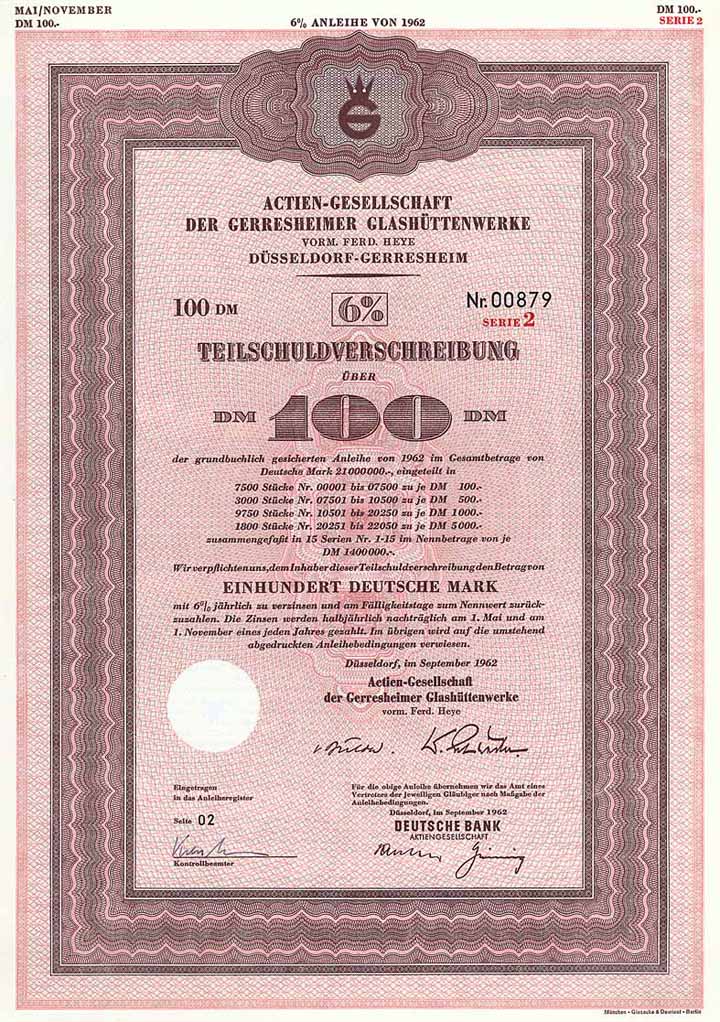 MAI/NOVEMBER
DM 100.-
6% ANLEIHE VON 1962
DM 100.-
SERIE 2
G
ACTIEN-GESELLSCHAFT
DER GERRESHEIMER GLASHÜTTENWERKE
VORM. FERD. HEYE
DÜSSELDORF-GERRESHEIM
100 DM
6%
Nr. 00879
SERIE 2
TEILSCHULDVERSCHREIBUNG
ÜBER
DM 100 DM
der grundbuchlich gesicherten Anleihe von 1962 im Gesamtbetrage von
Deutsche Mark 21000000.-, eingeteilt in
7500 Stücke Nr. 00001 bis 07500 zu je DM 100.-
3000 Stücke Nr. 07501 bis 10500 zu je DM 500.-
9750 Stücke Nr. 10501 bis 20250 zu je DM 1000.-
1800 Stücke Nr. 20251 bis 22050 zu je DM 5000.-
zusammengefaßt in 15 Serien Nr. 1-15 im Nennbetrage von je
DM 1400000.-.
Wir verpflichten uns, dem Inhaber dieser Teilschuldverschreibung den Betrag von
EINHUNDERT DEUTSCHE MARK
mit 6% jährlich zu verzinsen und am Fälligkeitstage zum Nennwert zurück-
zuzahlen. Die Zinsen werden halbjährlich nachträglich am 1. Mai und am
1. November eines jeden Jahres gezahlt. Im übrigen wird auf die umstehend
abgedruckten Anleihebedingungen verwiesen.
Düsseldorf, im September 1962
Actien-Gesellschaft
der Gerresheimer Glashüttenwerke
vorm. Ferd. Heye
Eingetragen
in das Anleiheregister
Seite 02
Kontrollbeamter
Für die obige Anleihe übernehmen wir das Amt eines
Vertreters der jeweiligen Gläubiger nach Maßgabe der
Anleihebedingungen.
Düsseldorf, im September 1962
DEUTSCHE BANK
AKTIENGESELLSCHAFT
München - Giesecke & Devrient - Berlin